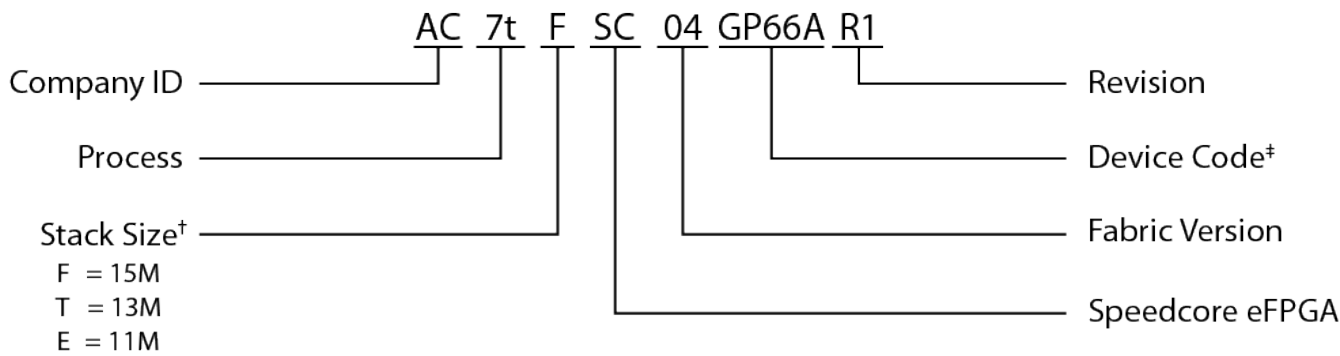 AC 7t F SC 04 GP66A R1
Company ID
Process
Stack Size†
F = 15M
T = 13M
E = 11M
Revision
Device Code‡
Fabric Version
Speedcore eFPGA